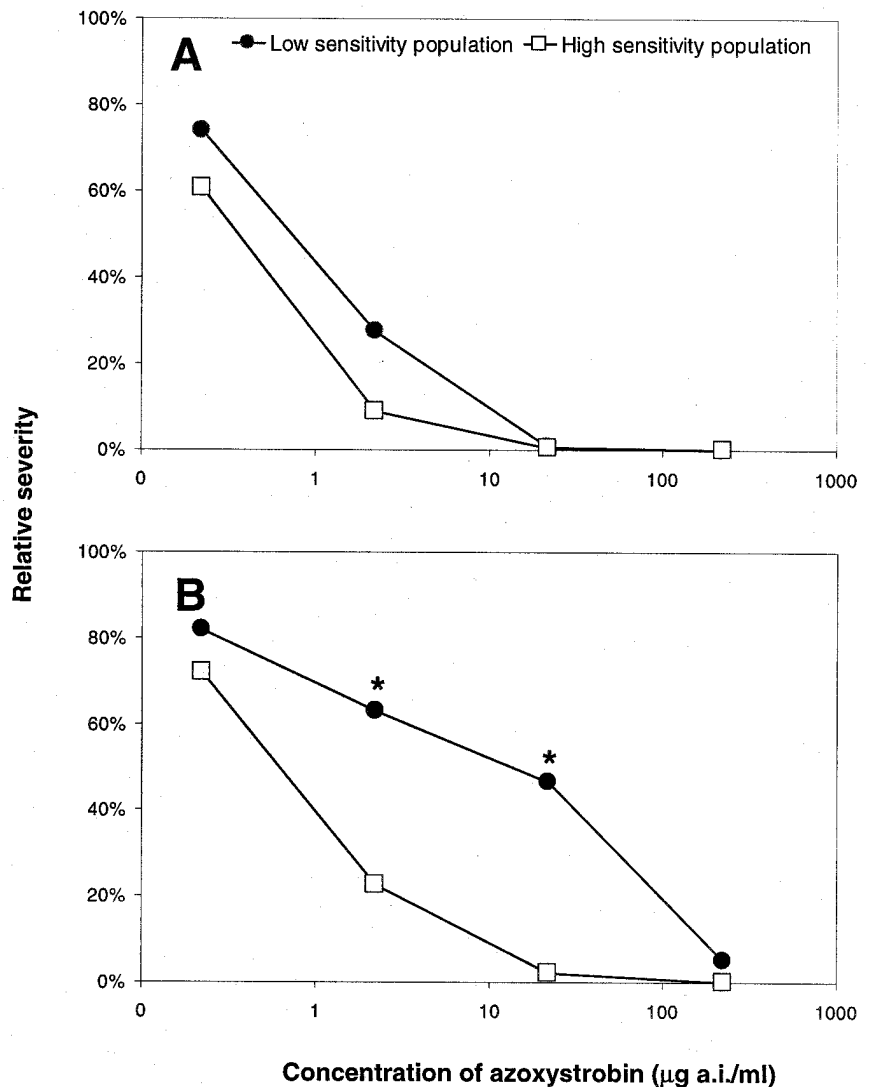 100%
A
Low sensitivity population
High sensitivity population
80%
60%
40%
20%
0%
0 1 10 100 1000
Relative severity
100%
B
80%
*
60%
*
40%
20%
0%
0 1 10 100 1000
Concentration of azoxystrobin (µg a.i./ml)